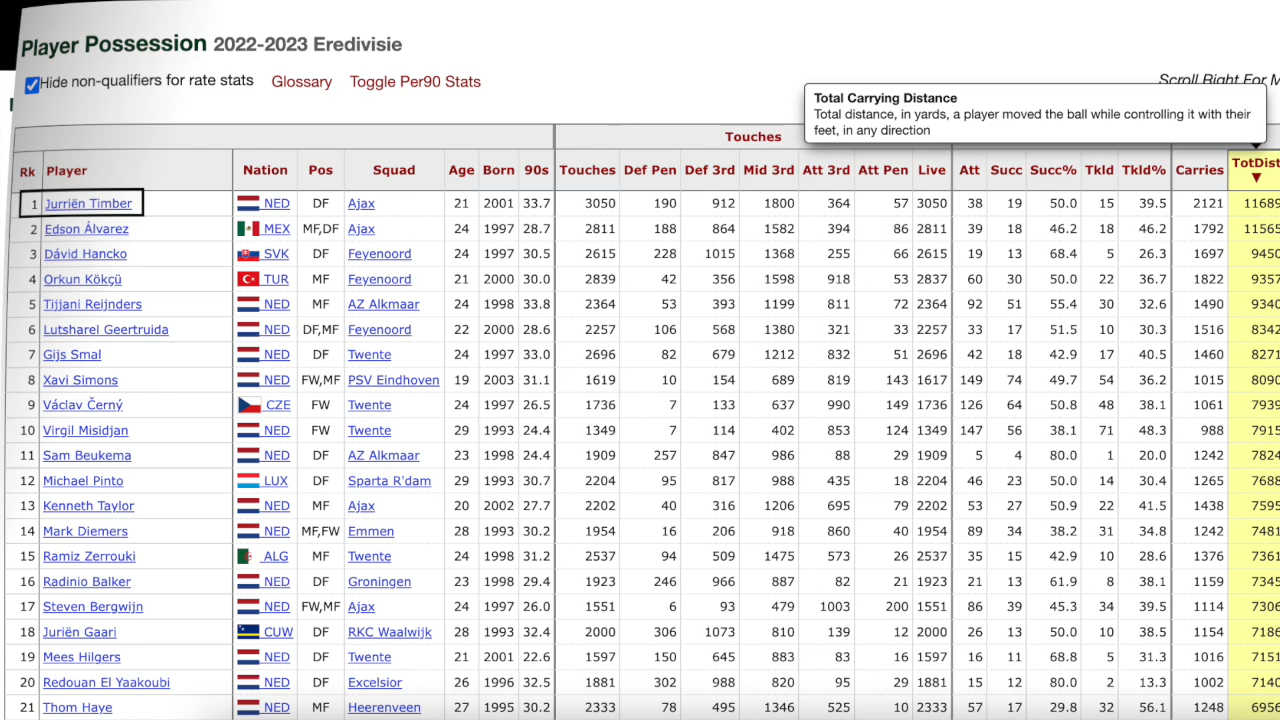 Player Possession 2022-2023 Eredivisie
Hide non-qualifiers for rate stats Glossary Toggle Per90 Stats
Scroll Right For M
Total Carrying Distance
Total distance, in yards, a player moved the ball while controlling it with their
feet, in any direction
Touches
Rk Player Nation Pos Squad Age Born 90s Touches Def Pen Def 3rd Mid 3rd Att 3rd Att Pen Live Att Succ Succ% Tkld Tkld% Carries TotDist ▼
1 Jurriën Timber NED DF Ajax 21 2001 33.7 3050 190 912 1800 364 57 3050 38 19 50.0 15 39.5 2121 11689
2 Edson Álvarez MEX MF,DF Ajax 24 1997 28.7 2811 188 864 1582 394 86 2811 39 18 46.2 18 46.2 1792 11565
3 Dávid Hancko SVK DF Feyenoord 24 1997 30.5 2615 228 1015 1368 255 66 2615 19 13 68.4 5 26.3 1697 9450
4 Orkun Kökçü TUR MF Feyenoord 21 2000 30.0 2839 42 356 1598 918 53 2837 60 30 50.0 22 36.7 1822 9357
5 Tijjani Reijnders NED MF AZ Alkmaar 24 1998 33.8 2364 53 393 1199 811 72 2364 92 51 55.4 30 32.6 1490 9340
6 Lutsharel Geertruida NED DF,MF Feyenoord 22 2000 28.6 2257 106 568 1380 321 33 2257 33 17 51.5 10 30.3 1516 8342
7 Gijs Smal NED DF Twente 24 1997 33.0 2696 82 679 1212 832 51 2696 42 18 42.9 17 40.5 1460 8271
8 Xavi Simons NED FW,MF PSV Eindhoven 19 2003 31.1 1619 10 154 689 819 143 1617 149 74 49.7 54 36.2 1015 8090
9 Václav Černý CZE FW Twente 24 1997 26.5 1736 7 133 637 990 149 1736 126 64 50.8 48 38.1 1061 7939
10 Virgil Misidjan NED FW Twente 29 1993 24.4 1349 7 114 402 853 124 1349 147 56 38.1 71 48.3 988 7915
11 Sam Beukema NED DF AZ Alkmaar 23 1998 24.4 1909 257 847 986 88 29 1909 5 4 80.0 1 20.0 1242 7824
12 Michael Pinto LUX DF Sparta R'dam 29 1993 30.7 2204 95 817 988 435 18 2204 46 23 50.0 14 30.4 1265 7688
13 Kenneth Taylor NED MF Ajax 20 2002 27.7 2202 40 316 1206 695 79 2202 53 27 50.9 22 41.5 1438 7595
14 Mark Diemers NED MF,FW Emmen 28 1993 30.2 1954 16 206 918 860 40 1954 89 34 38.2 31 34.8 1242 7481
15 Ramiz Zerrouki ALG MF Twente 24 1998 31.2 2537 94 509 1475 573 26 2537 35 15 42.9 10 28.6 1376 7361
16 Radinio Balker NED DF Groningen 23 1998 29.4 1923 246 966 887 82 21 1923 21 13 61.9 8 38.1 1159 7345
17 Steven Bergwijn NED FW,MF Ajax 24 1997 26.0 1551 6 93 479 1003 200 1551 86 39 45.3 34 39.5 1114 7306
18 Juriën Gaari CUW DF RKC Waalwijk 28 1993 32.4 2000 306 1073 810 139 12 2000 26 13 50.0 10 38.5 1154 7186
19 Mees Hilgers NED DF Twente 21 2001 22.6 1597 150 645 883 83 16 1597 16 11 68.8 5 31.3 1016 7151
20 Redouan El Yaakoubi NED DF Excelsior 26 1996 32.5 1881 302 988 820 95 29 1881 15 12 80.0 2 13.3 1002 7140
21 Thom Haye NED MF Heerenveen 27 1995 30.2 2333 78 495 1346 525 10 2333 57 17 29.8 32 56.1 1248 6956